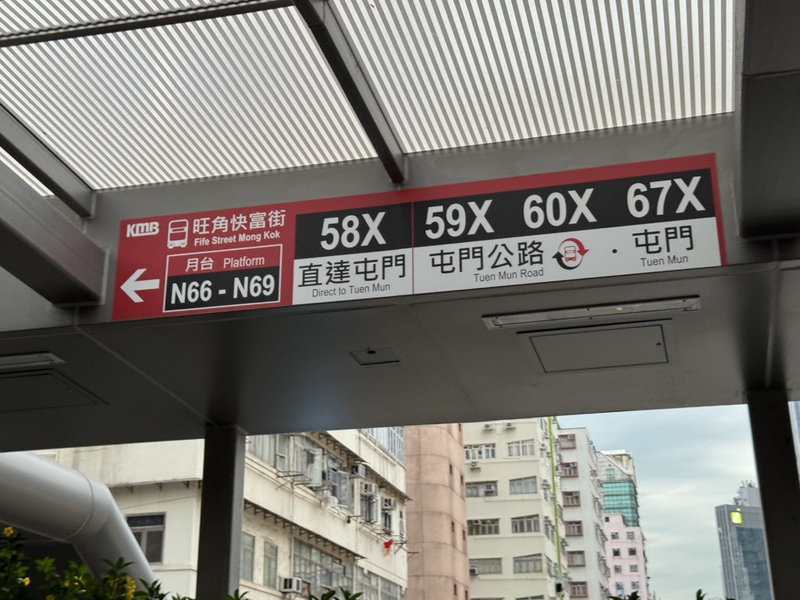 KMB 旺角快富街
Fife Street Mong Kok
月台 Platform
N66 - N69
58X
直達屯門
Direct to Tuen Mun
59X 60X 67X
屯門公路 · 屯門
Tuen Mun Road Tuen Mun